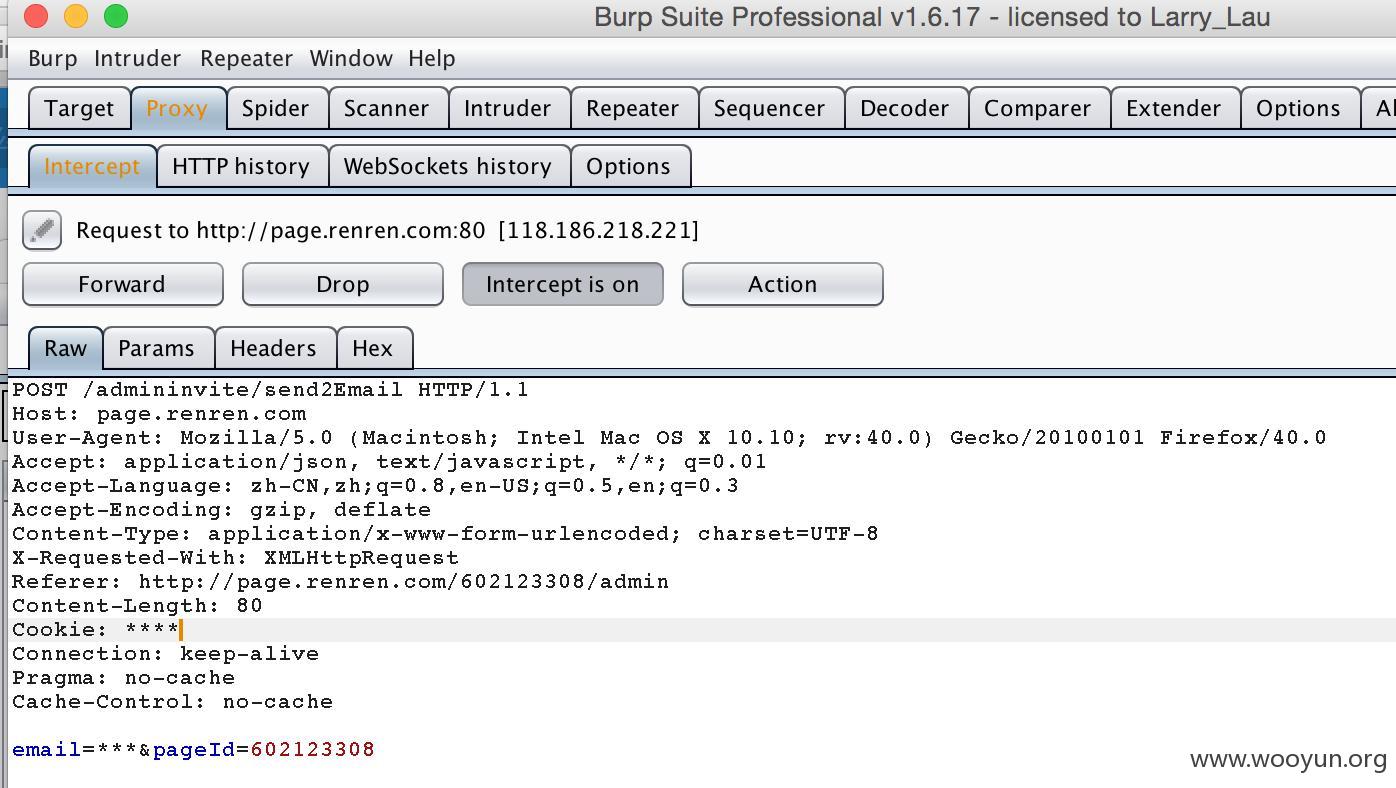 Burp Suite Professional v1.6.17 - licensed to Larry_Lau
Burp Intruder Repeater Window Help
Target Proxy Spider Scanner Intruder Repeater Sequencer Decoder Comparer Extender Options
Intercept HTTP history WebSockets history Options
Request to http://page.renren.com:80 [118.186.218.221]
Forward Drop Intercept is on Action
Raw Params Headers Hex
POST /admininvite/send2Email HTTP/1.1
Host: page.renren.com
User-Agent: Mozilla/5.0 (Macintosh; Intel Mac OS X 10.10; rv:40.0) Gecko/20100101 Firefox/40.0
Accept: application/json, text/javascript, */*; q=0.01
Accept-Language: zh-CN,zh;q=0.8,en-US;q=0.5,en;q=0.3
Accept-Encoding: gzip, deflate
Content-Type: application/x-www-form-urlencoded; charset=UTF-8
X-Requested-With: XMLHttpRequest
Referer: http://page.renren.com/602123308/admin
Content-Length: 80
Cookie: ****
Connection: keep-alive
Pragma: no-cache
Cache-Control: no-cache
email=***&pageId=602123308
www.wooyun.org